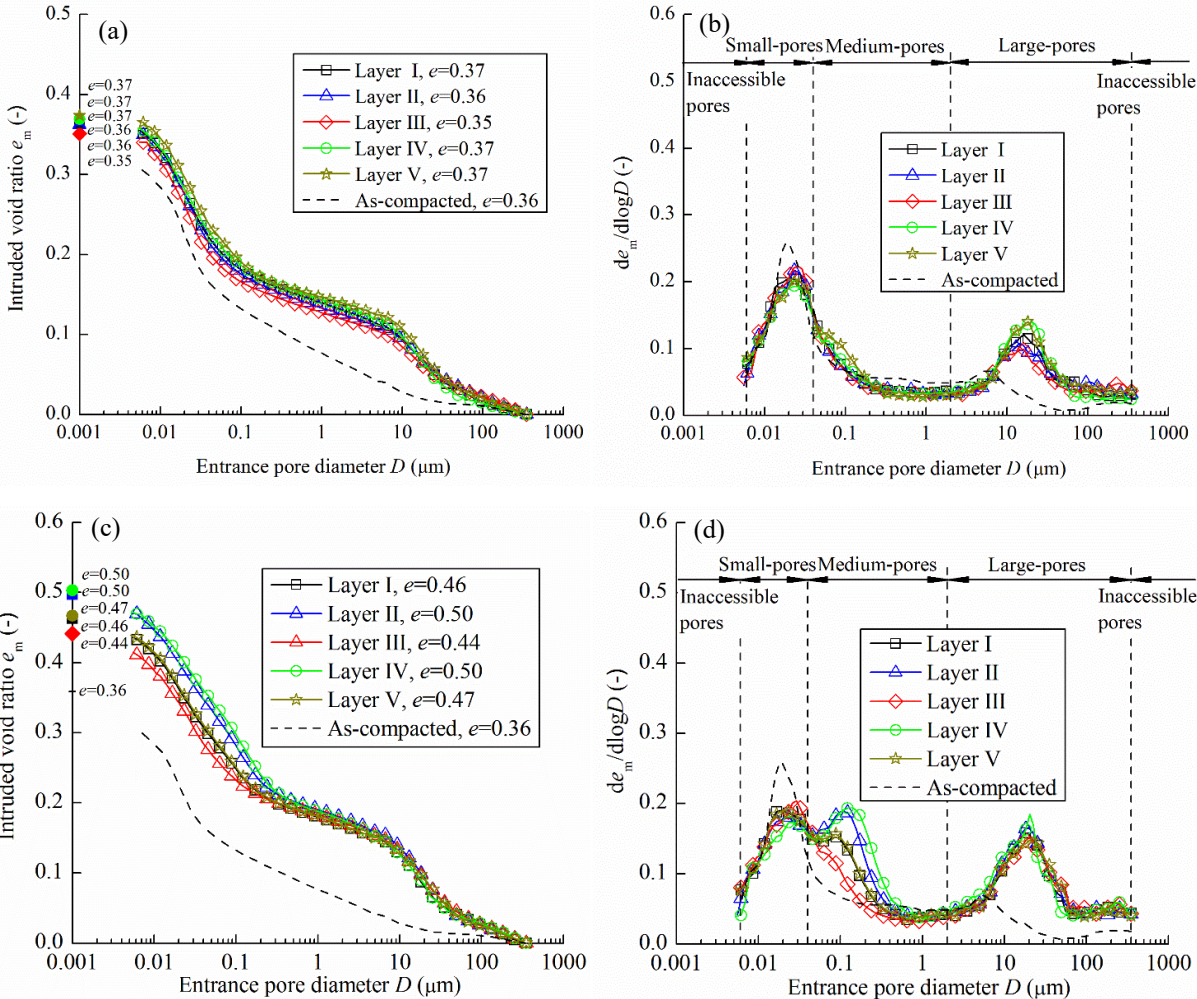 (a)
0.5
0.4
0.3
0.2
0.1
0.0
Intruded void ratio em (-)
e=0.37
e=0.37
e=0.37
e=0.36
e=0.36
e=0.35
Layer I, e=0.37
Layer II, e=0.36
Layer III, e=0.35
Layer IV, e=0.37
Layer V, e=0.37
As-compacted, e=0.36
0.001 0.01 0.1 1 10 100 1000
Entrance pore diameter D (μm)
(b)
0.6
0.5
0.4
0.3
0.2
0.1
0.0
dem/dlogD (-)
Small-pores Medium-pores Large-pores
Inaccessible
pores
Inaccessible
pores
Layer I
Layer II
Layer III
Layer IV
Layer V
As-compacted
0.001 0.01 0.1 1 10 100 1000
Entrance pore diameter D (μm)
(c)
0.6
0.5
0.4
0.3
0.2
0.1
0.0
Intruded void ratio em (-)
e=0.50
e=0.50
e=0.47
e=0.46
e=0.44
e=0.36
Layer I, e=0.46
Layer II, e=0.50
Layer III, e=0.44
Layer IV, e=0.50
Layer V, e=0.47
As-compacted, e=0.36
0.001 0.01 0.1 1 10 100 1000
Entrance pore diameter D (μm)
(d)
0.6
0.5
0.4
0.3
0.2
0.1
0.0
dem/dlogD (-)
Small-pores Medium-pores Large-pores
Inaccessible
pores
Inaccessible
pores
Layer I
Layer II
Layer III
Layer IV
Layer V
As-compacted
0.001 0.01 0.1 1 10 100 1000
Entrance pore diameter D (μm)